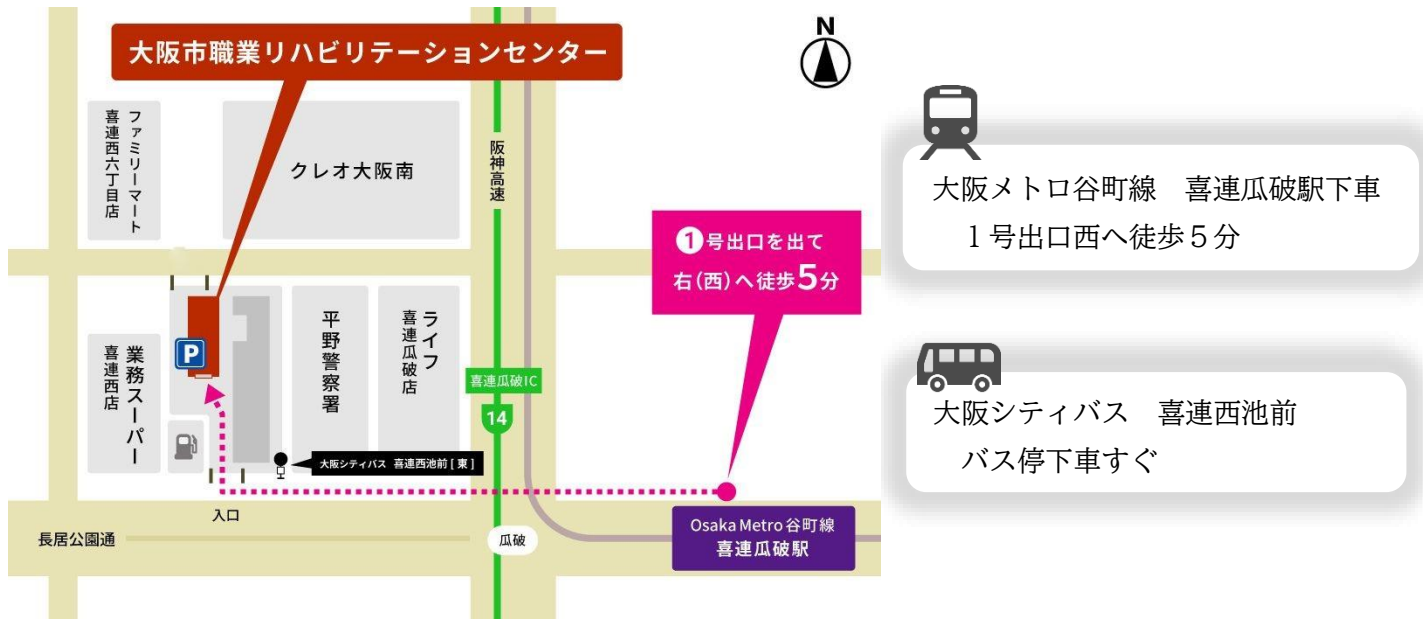 大阪市職業リハビリテーションセンター
N
ファミリーマート
喜連西六丁目店
クレオ大阪南
阪神高速
❶号出口を出て
右(西)へ徒歩5分
P
業務スーパー
喜連西店
平野警察署
ライフ
喜連瓜破店
喜連瓜破IC
14
大阪シティバス 喜連西池前 [ 東 ]
入口
長居公園通
瓜破
Osaka Metro 谷町線
喜連瓜破駅
大阪メトロ谷町線 喜連瓜破駅下車
1号出口西へ徒歩5分
大阪シティバス 喜連西池前
バス停下車すぐ